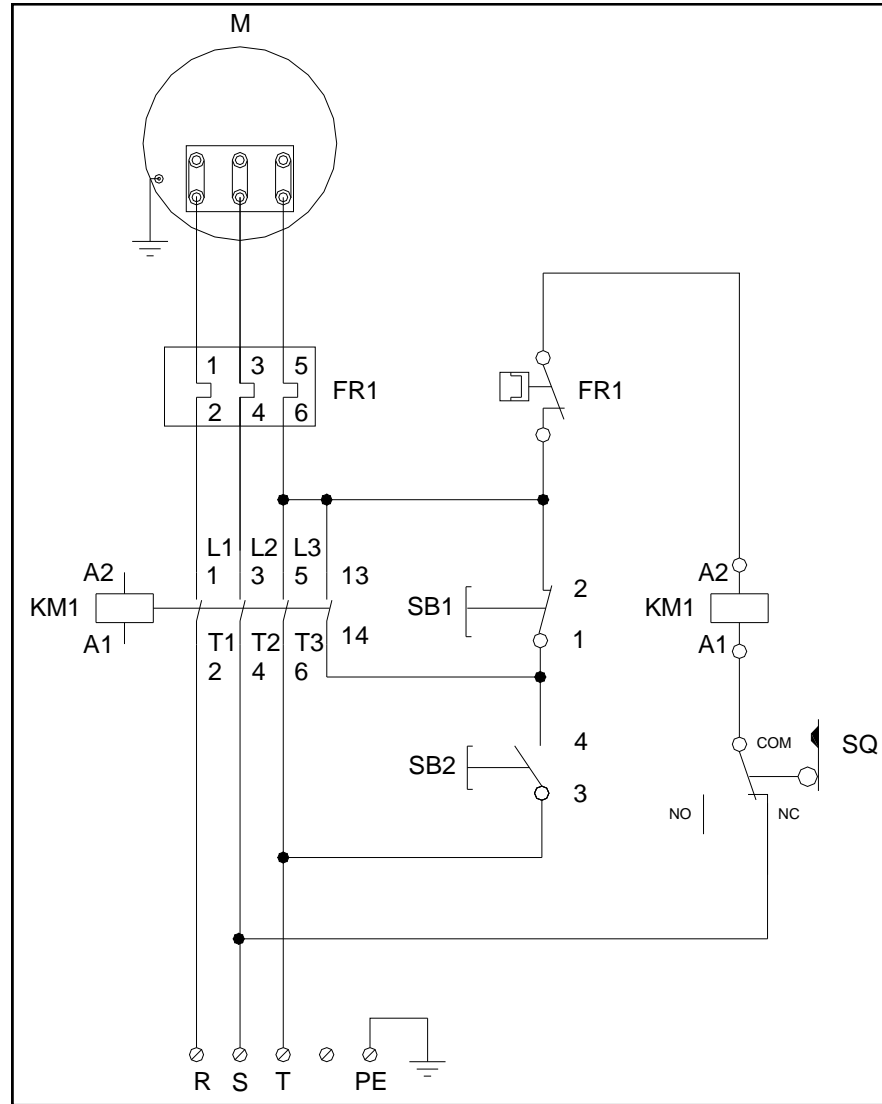 M
1 3 5
FR1
2 4 6
FR1
L1 L2 L3
A2 1 3 5 13
KM1
A1 T1 T2 T3 14
2 4 6
SB1
2
1
A2
KM1
A1
SB2
4
3
COM
SQ
NO
NC
R S T PE